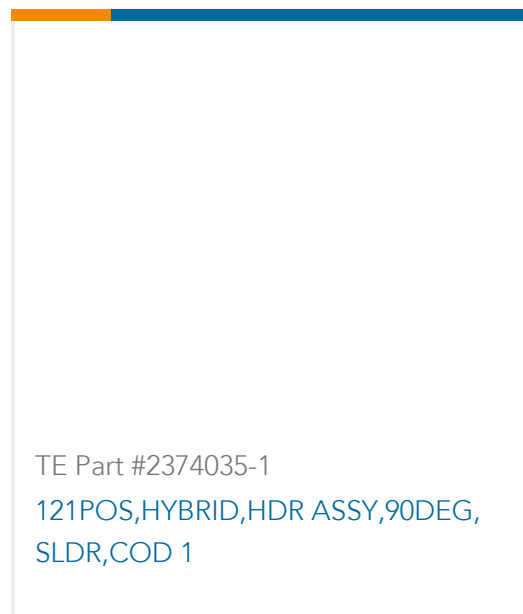 TE Part #2374035-1
121POS,HYBRID,HDR ASSY,90DEG,
SLDR,COD 1